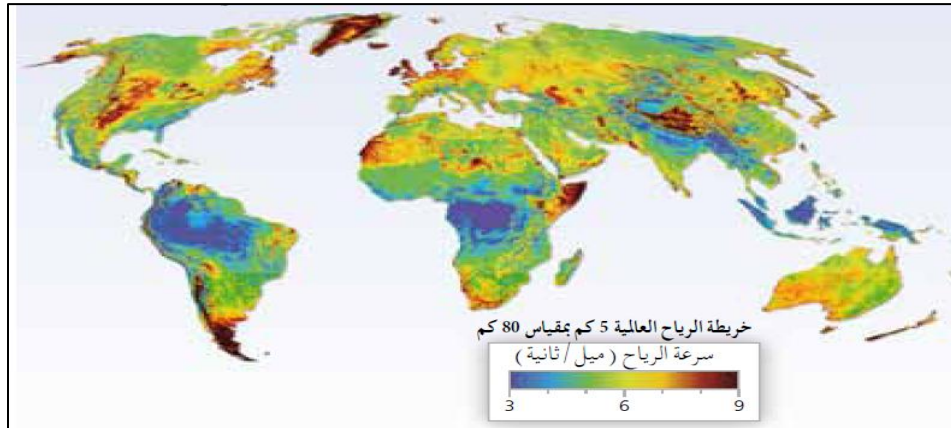 خريطة الرياح العالمية 5 كم بمقياس 80 كم
سرعة الرياح ( ميل / ثانية )
3 6 9